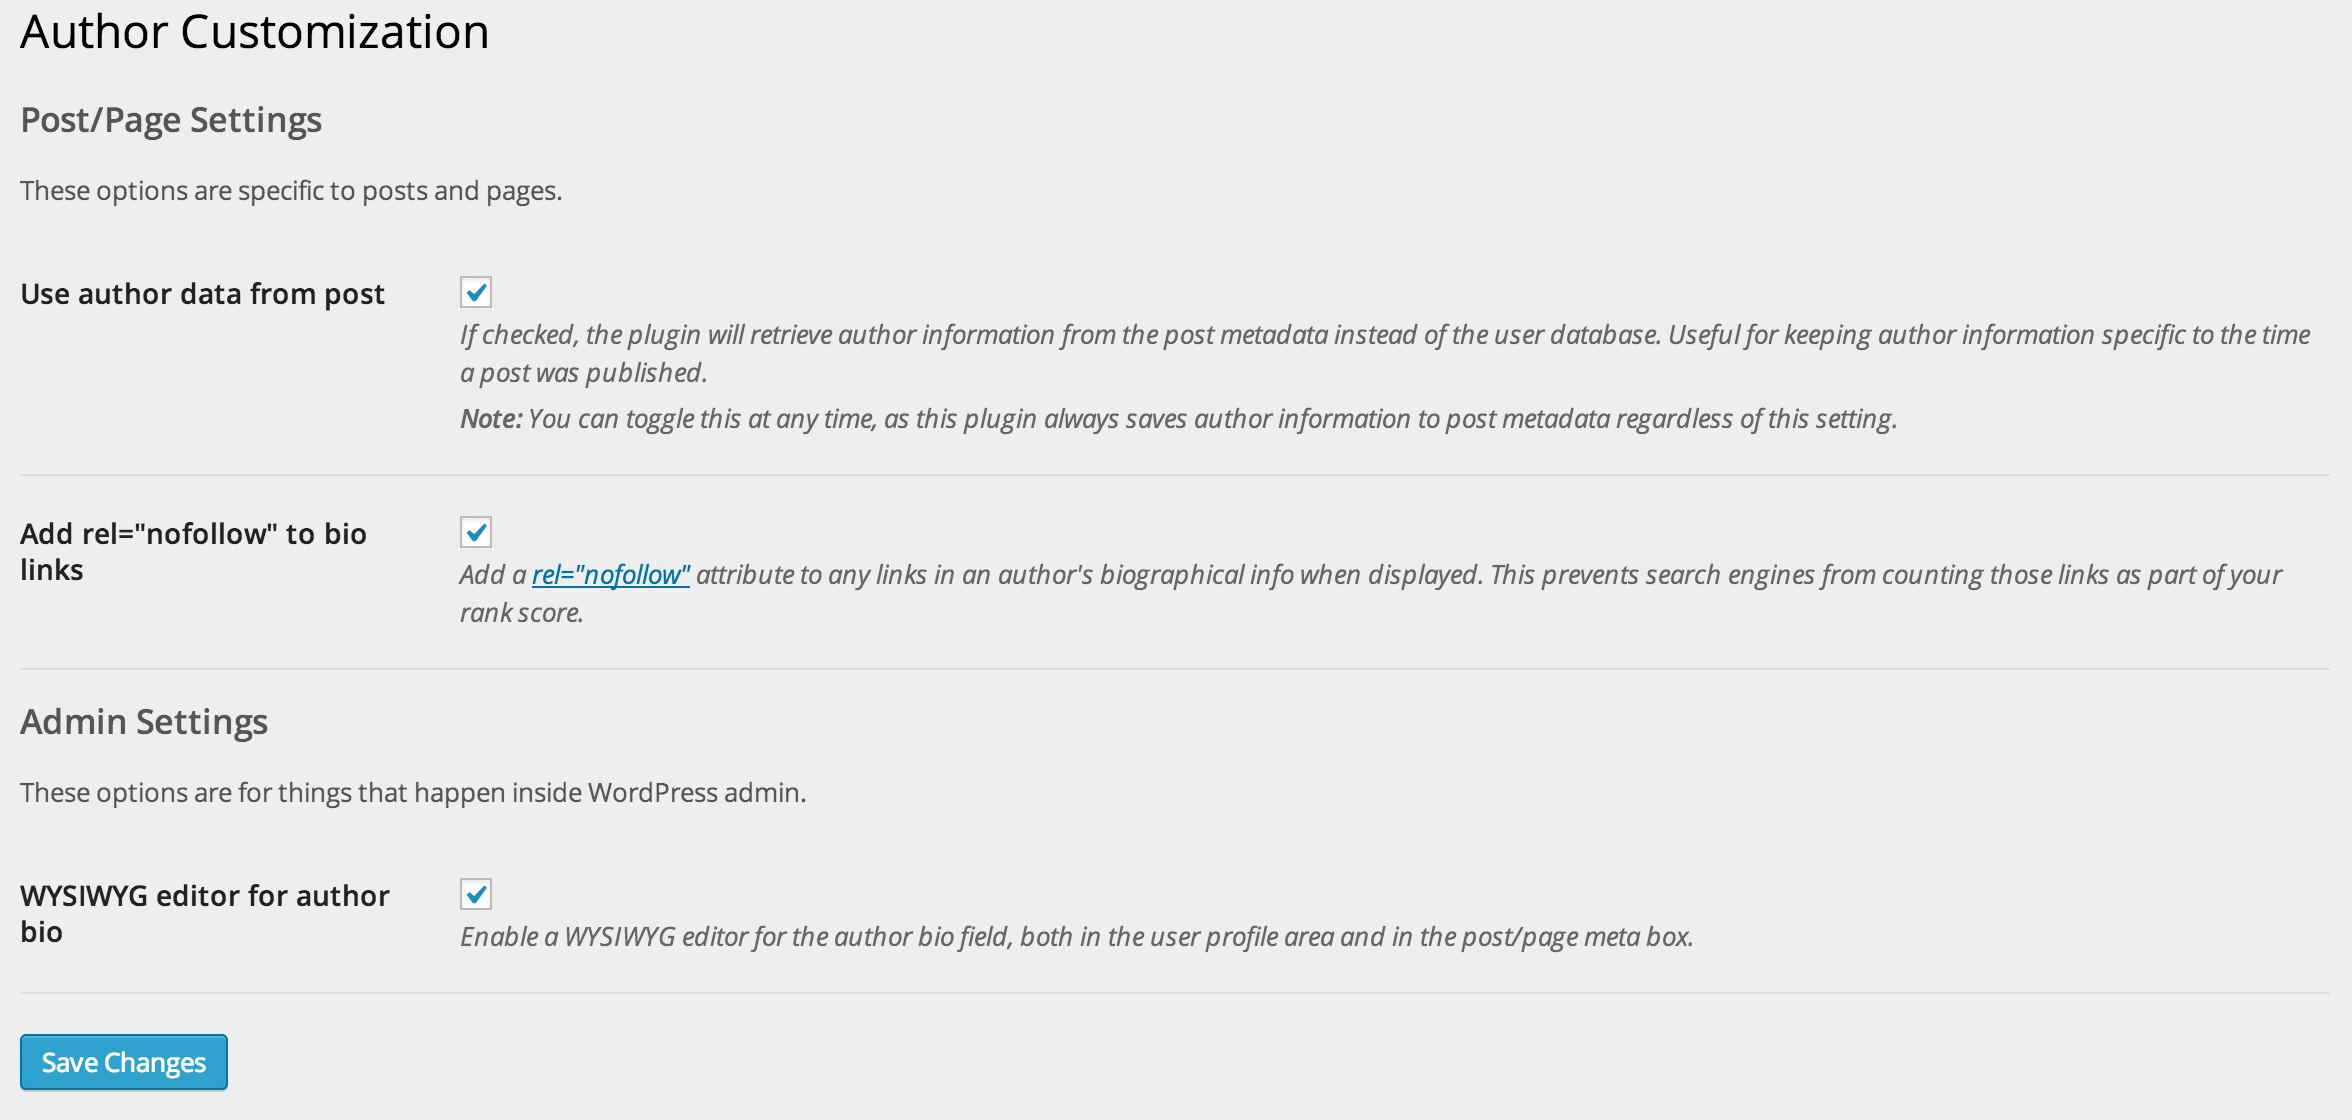 Author Customization
Post/Page Settings
These options are specific to posts and pages.
Use author data from post
If checked, the plugin will retrieve author information from the post metadata instead of the user database. Useful for keeping author information specific to the time
a post was published.
Note: You can toggle this at any time, as this plugin always saves author information to post metadata regardless of this setting.
Add rel="nofollow" to bio
links
Add a rel="nofollow" attribute to any links in an author's biographical info when displayed. This prevents search engines from counting those links as part of your
rank score.
Admin Settings
These options are for things that happen inside WordPress admin.
WYSIWYG editor for author
bio
Enable a WYSIWYG editor for the author bio field, both in the user profile area and in the post/page meta box.
Save Changes